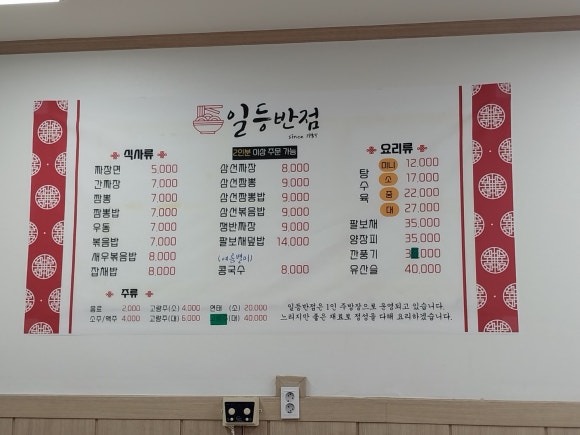 일등반점
since
식사류
짜장면 5,000
간짜장 7,000
짬뽕 7,000
짬뽕밥 7,000
우동 7,000
볶음밥 7,000
새우볶음밥 8,000
잡채밥 8,000
2인분 이상 주문 가능
삼선짜장 8,000
삼선짬뽕 9,000
삼선짬뽕밥 9,000
삼선볶음밥 9,000
쟁반짜장 9,000
팔보채덮밥 14,000
(여름별미)
콩국수 8,000
요리류
탕수육
미니 12,000
소 17,000
중 22,000
대 27,000
팔보채 35,000
양장피 35,000
깐풍기 3 ,000
유산슬 40,000
주류
음료 2,000 고량주(소) 4,000 연태 (소) 20,000
소주/맥주 4,000 고량주(대) 6,000 (대) 40,000
일등반점은 1인 주방장으로 운영되고 있습니다.
느리지만 좋은 재료로 정성을 다해 요리하겠습니다.